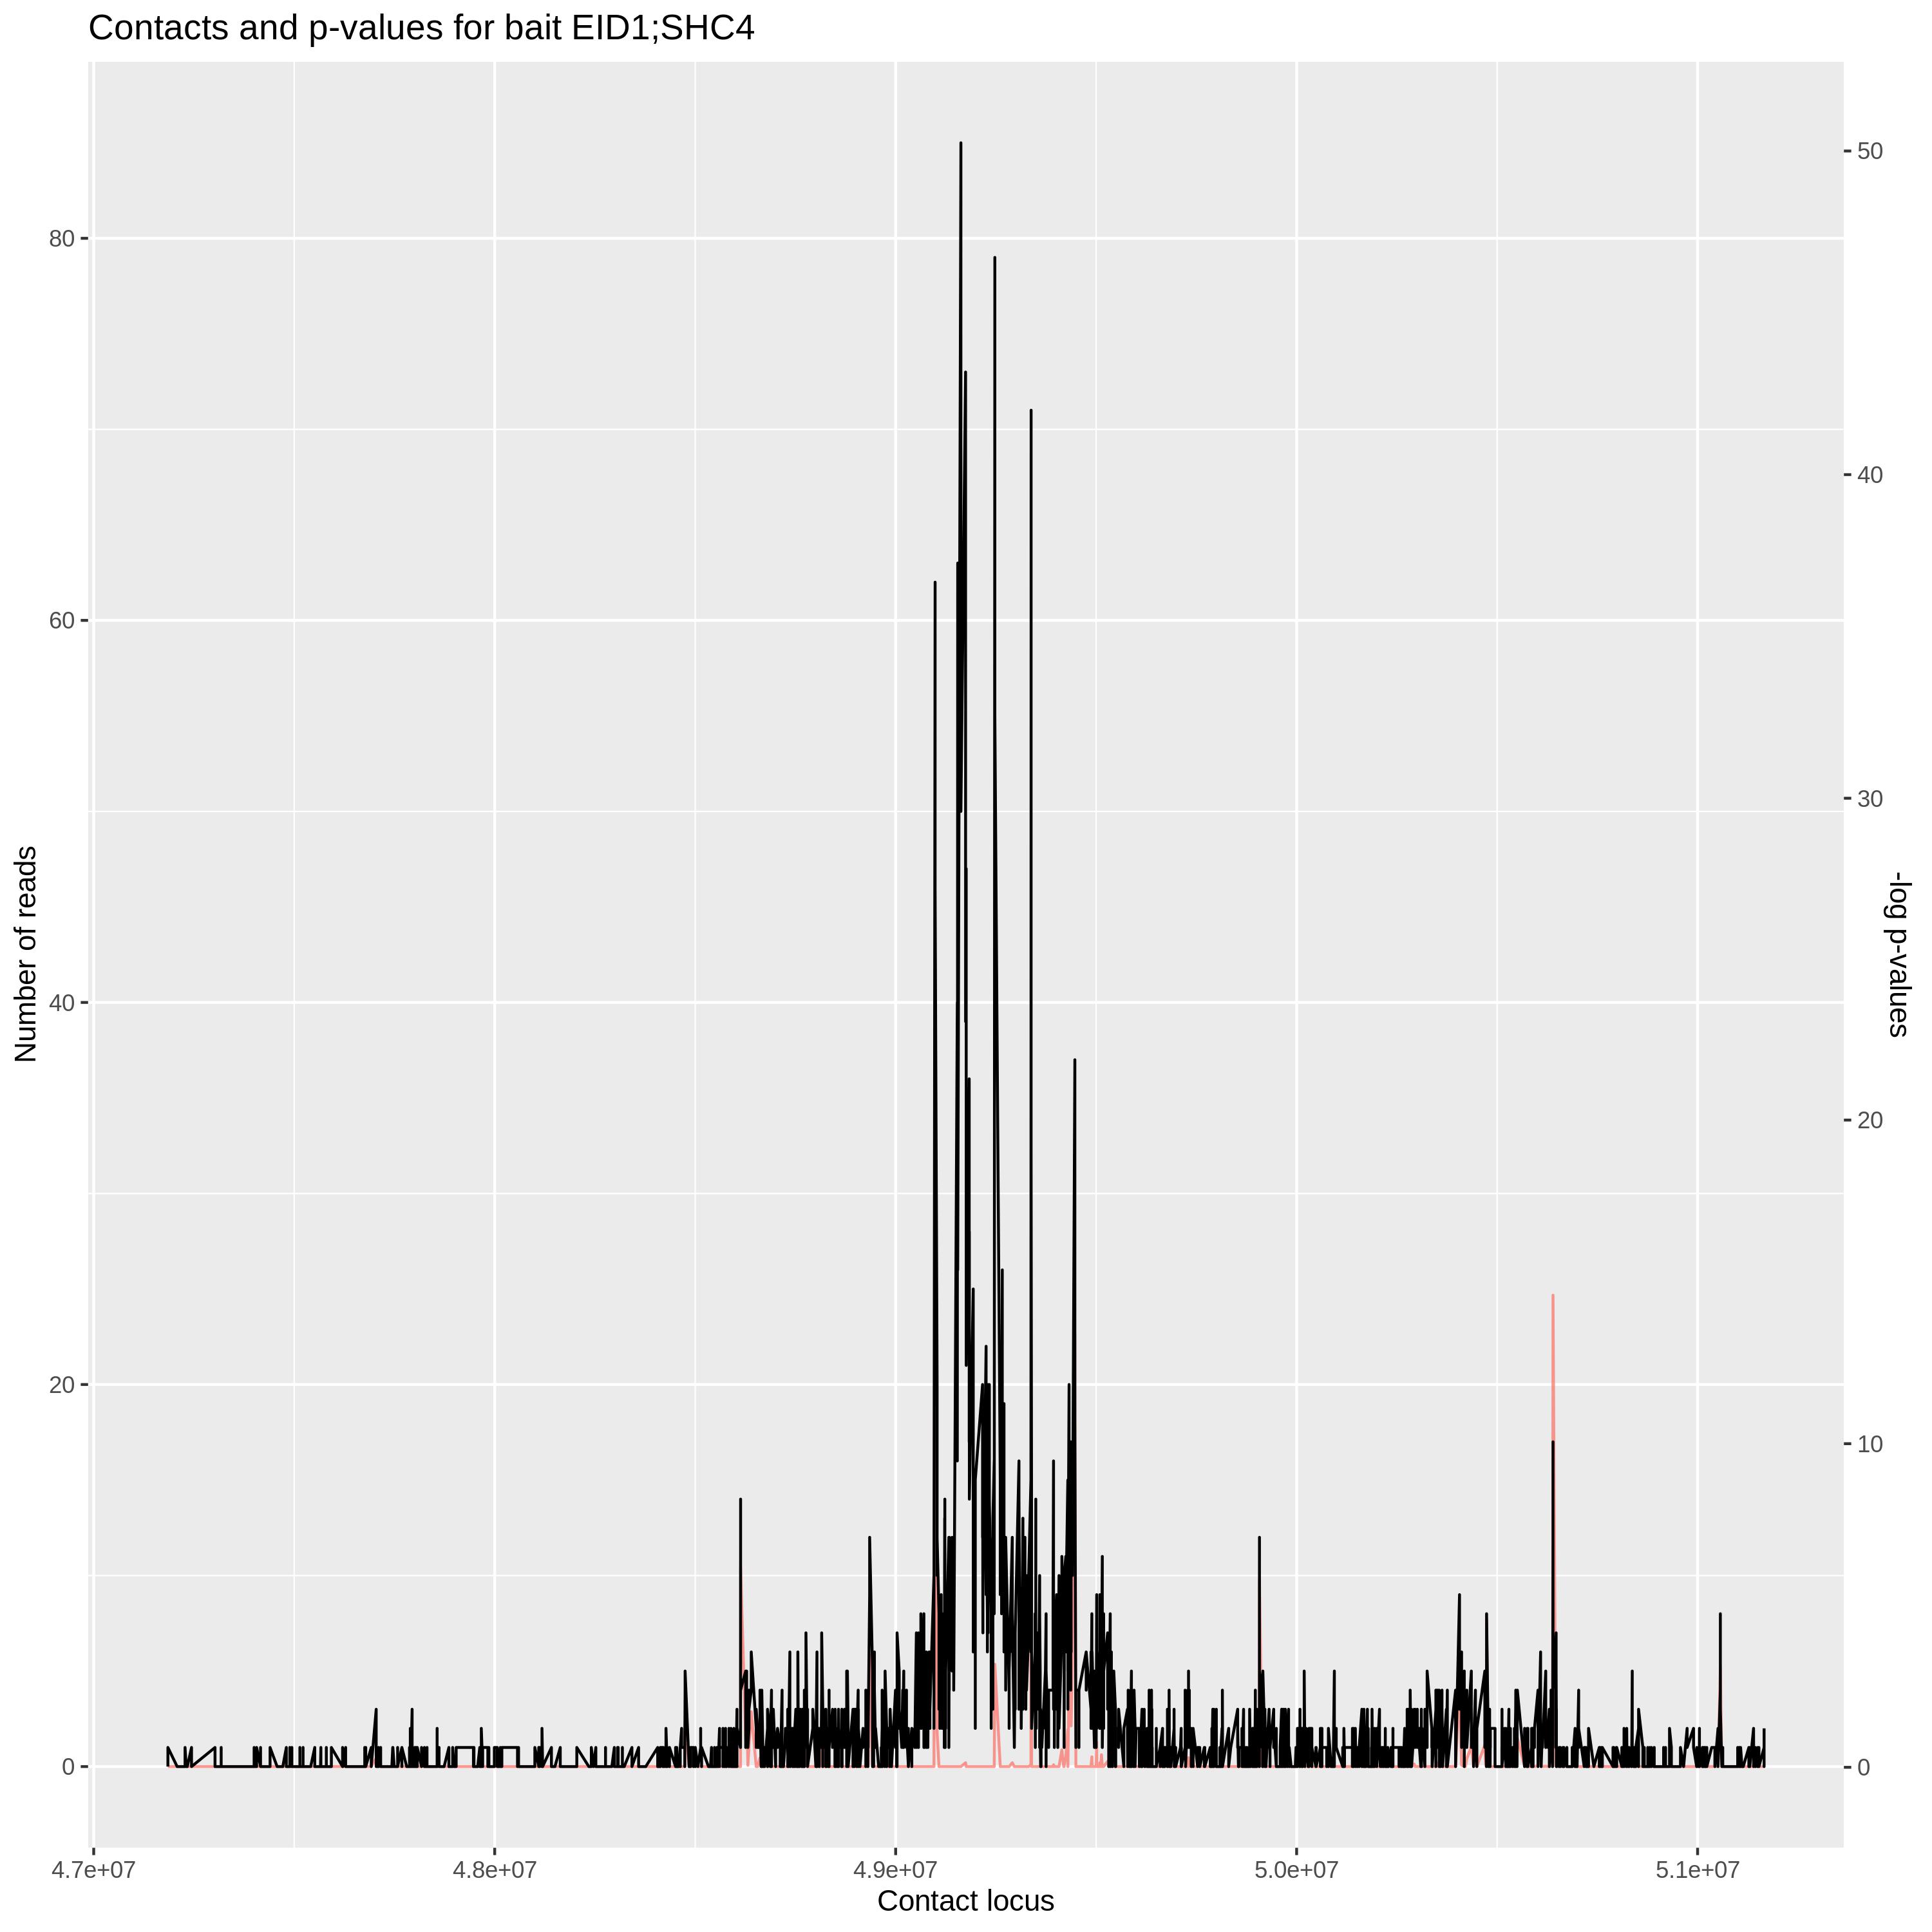 Contacts and p-values for bait EID1;SHC4
Number of reads
80
60
40
20
0
50
40
30
20
10
0
-log p-values
4.7e+07 4.8e+07 4.9e+07 5.0e+07 5.1e+07
Contact locus